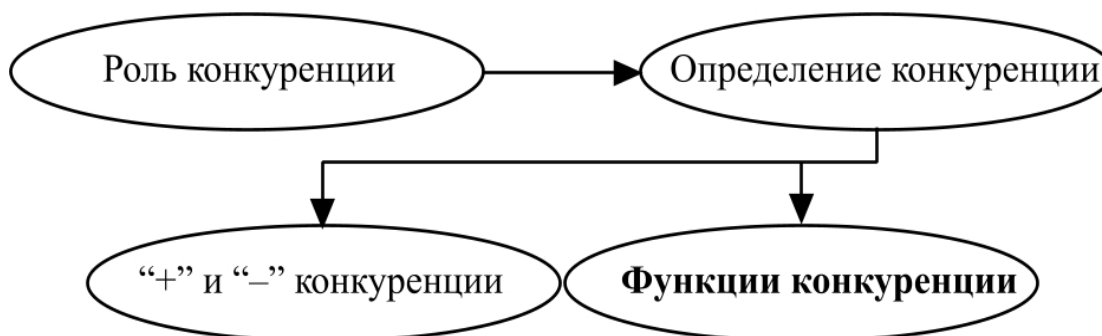 Роль конкуренции
Определение конкуренции
“+” и “–” конкуренции
Функции конкуренции